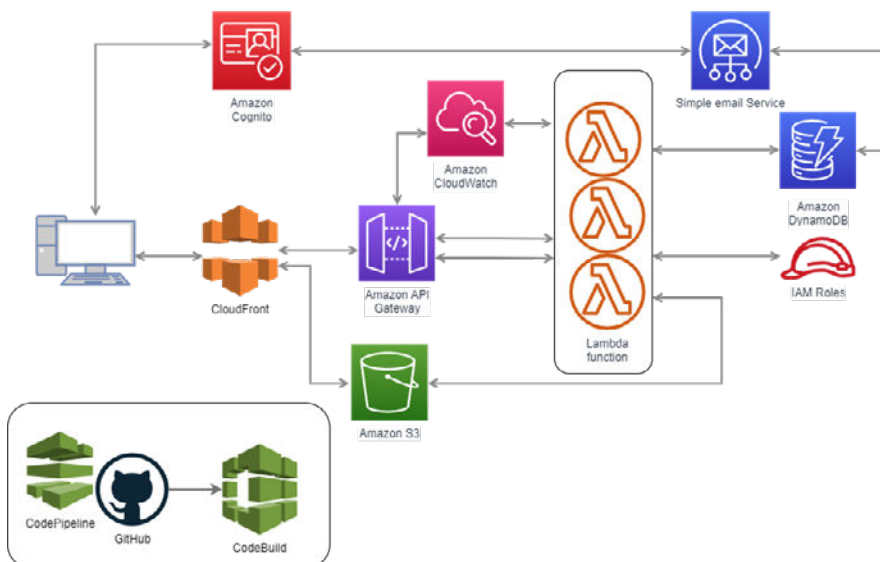 Amazon
Cognito
Simple email Service
Amazon
CloudWatch
Amazon
DynamoDB
CloudFront
Amazon API
Gateway
IAM Roles
Lambda
function
Amazon S3
CodePipeline
GitHub
CodeBuild